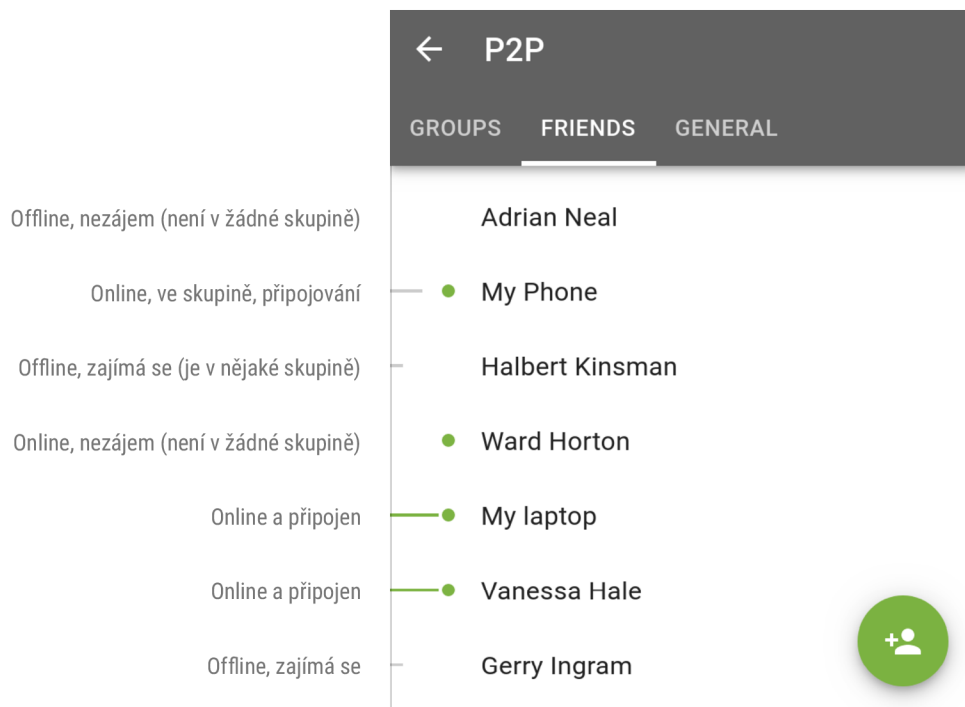 P2P
GROUPS FRIENDS GENERAL
Offline, nezájem (není v žádné skupině) Adrian Neal
Online, ve skupině, připojování My Phone
Offline, zajímá se (je v nějaké skupině) Halbert Kinsman
Online, nezájem (není v žádné skupině) Ward Horton
Online a připojen My laptop
Online a připojen Vanessa Hale
Offline, zajímá se Gerry Ingram